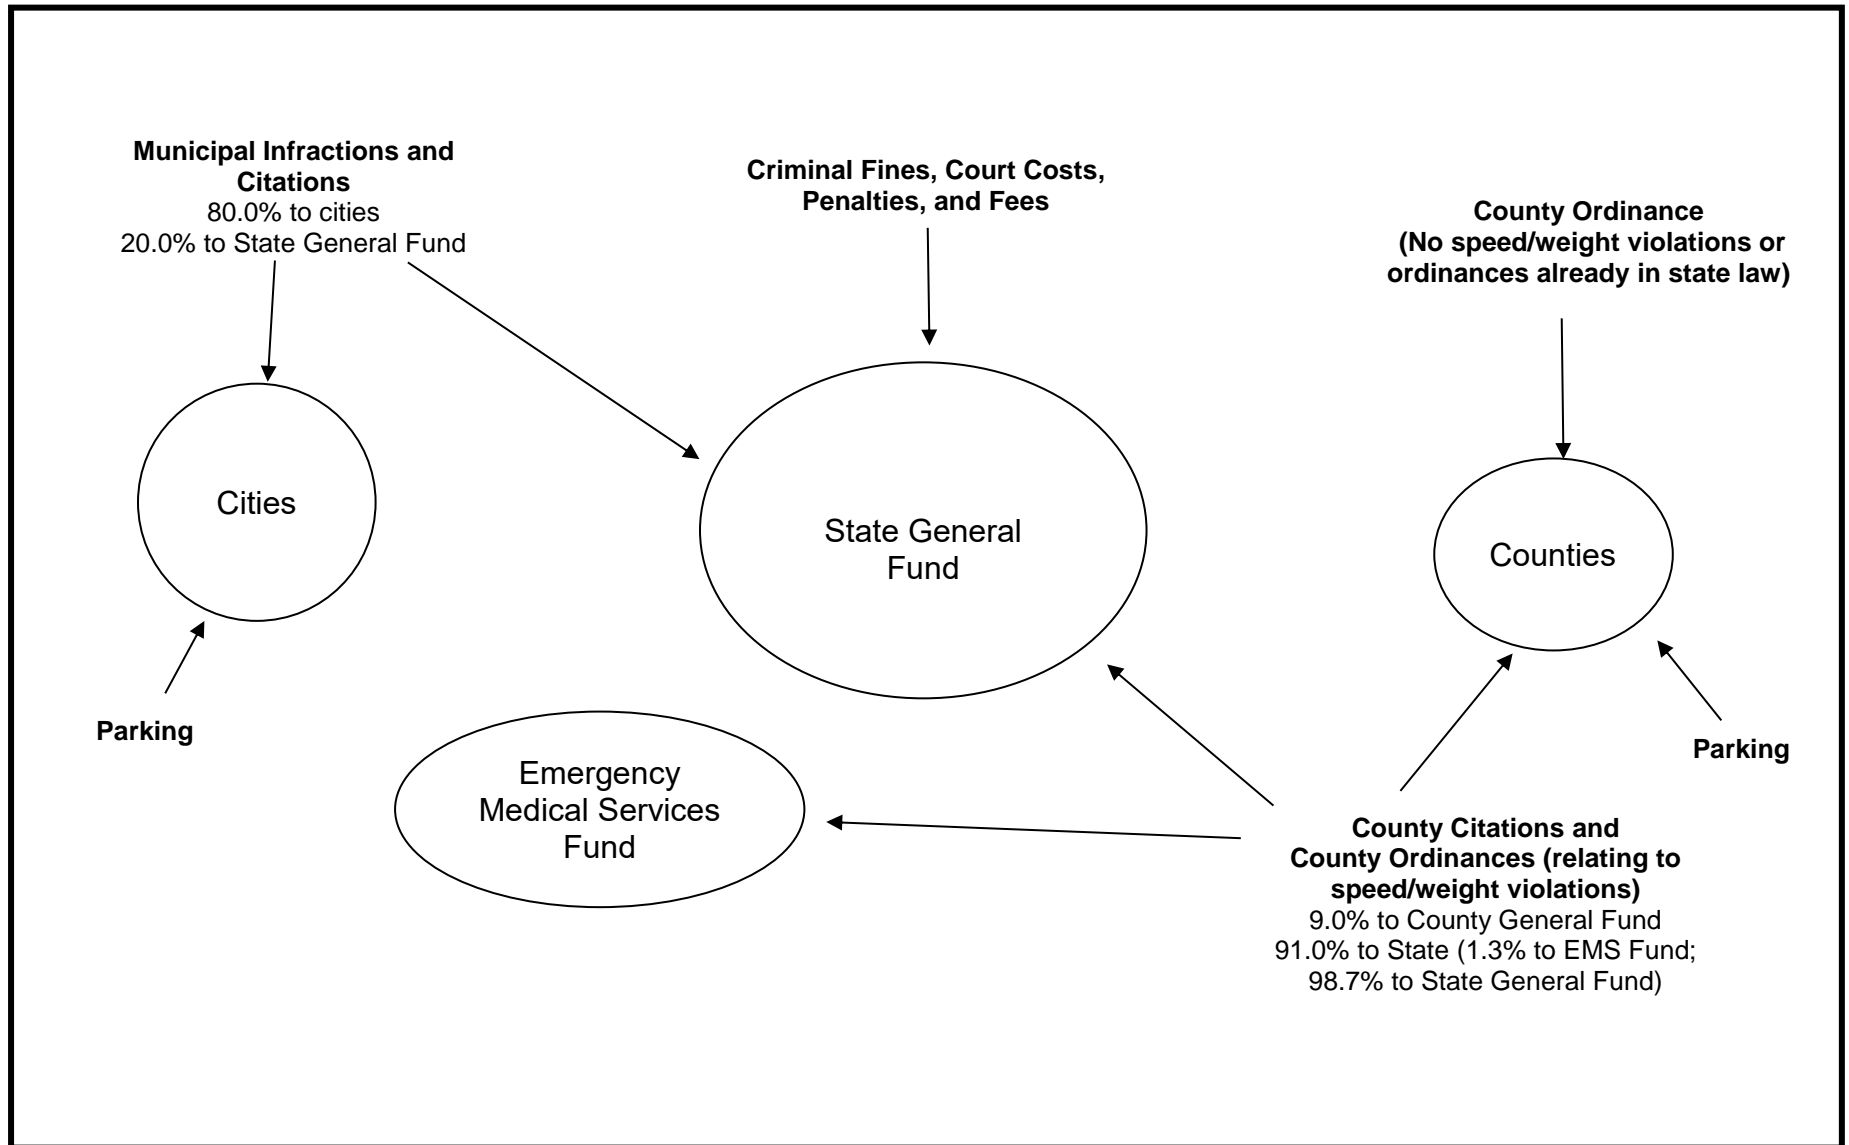 Municipal Infractions and
Citations
80.0% to cities
20.0% to State General Fund
Criminal Fines, Court Costs,
Penalties, and Fees
County Ordinance
(No speed/weight violations or
ordinances already in state law)
Cities
State General
Fund
Counties
Parking
Emergency
Medical Services
Fund
Parking
County Citations and
County Ordinances (relating to
speed/weight violations)
9.0% to County General Fund
91.0% to State (1.3% to EMS Fund;
98.7% to State General Fund)